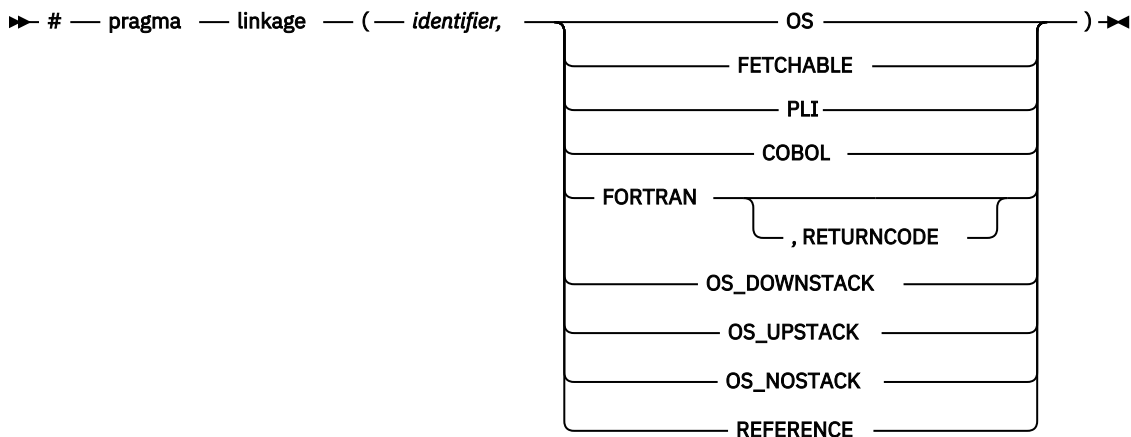 # pragma linkage ( identifier, OS )
FETCHABLE
PLI
COBOL
FORTRAN
, RETURNCODE
OS_DOWNSTACK
OS_UPSTACK
OS_NOSTACK
REFERENCE